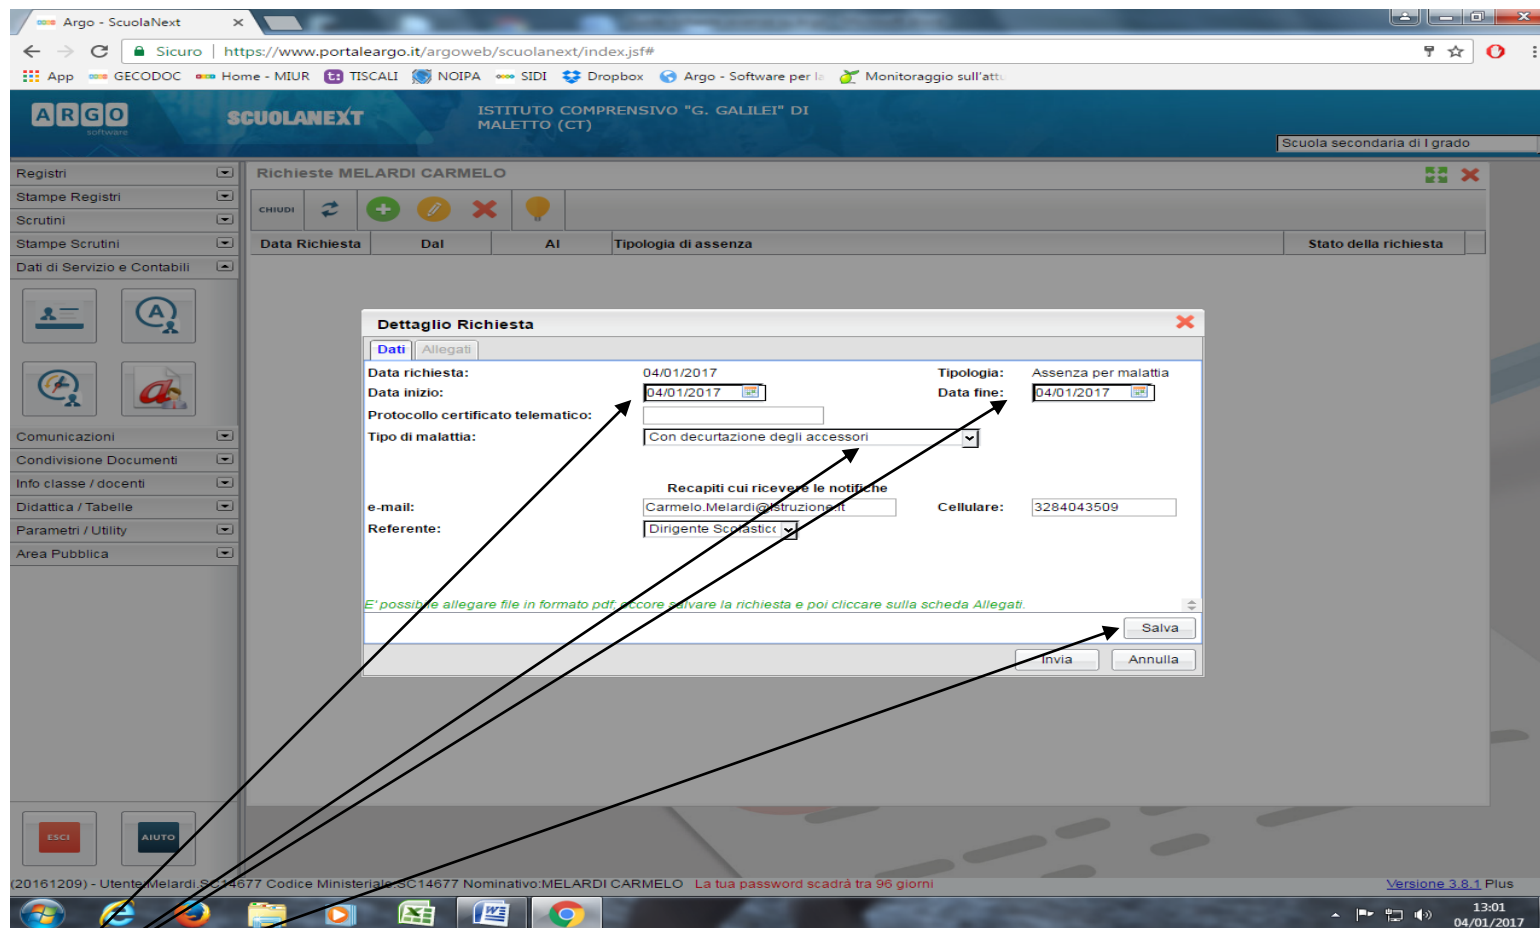 Argo - ScuolaNext
Sicuro | https://www.portaleargo.it/argoweb/scuolanext/index.jsf#
App GECODOC Home - MIUR TISCALI NOIPA SIDI Dropbox Argo - Software per la Monitoraggio sull'attu
ARGO software
SCUOLANEXT
ISTITUTO COMPRENSIVO "G. GALILEI" DI
MALETTO (CT)
Scuola secondaria di I grado
Registri
Stampe Registri
Scrutini
Stampe Scrutini
Dati di Servizio e Contabili
Comunicazioni
Condivisione Documenti
Info classe / docenti
Didattica / Tabelle
Parametri / Utility
Area Pubblica
ESCI AIUTO
Richieste MELARDI CARMELO
CHIUDI
Data Richiesta Dal Al Tipologia di assenza Stato della richiesta
Dettaglio Richiesta
Dati Allegati
Data richiesta: 04/01/2017 Tipologia: Assenza per malattia
Data inizio: 04/01/2017 Data fine: 04/01/2017
Protocollo certificato telematico:
Tipo di malattia: Con decurtazione degli accessori
Recapiti cui ricevere le notifiche
e-mail: Carmelo.Melardi@istruzione.it Cellulare: 3284043509
Referente: Dirigente Scolastico
E' possibile allegare file in formato pdf; occore salvare la richiesta e poi cliccare sulla scheda Allegati.
Salva
Invia Annulla
(20161209) - Utente:Melardi.SC14677 Codice Ministeriale:SC14677 Nominativo:MELARDI CARMELO La tua password scadrà tra 96 giorni Versione 3.8.1 Plus
13:01
04/01/2017